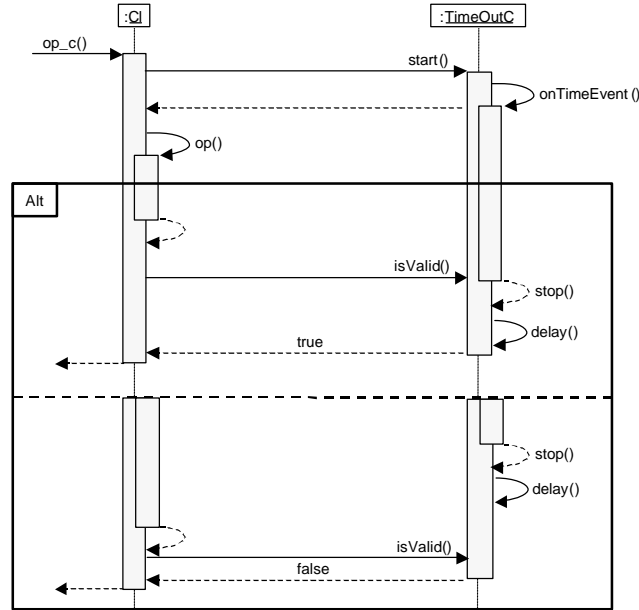 :Cl
:TimeOutC
op_c()
start()
onTimeEvent()
op()
Alt
isValid()
stop()
delay()
true
stop()
delay()
isValid()
false